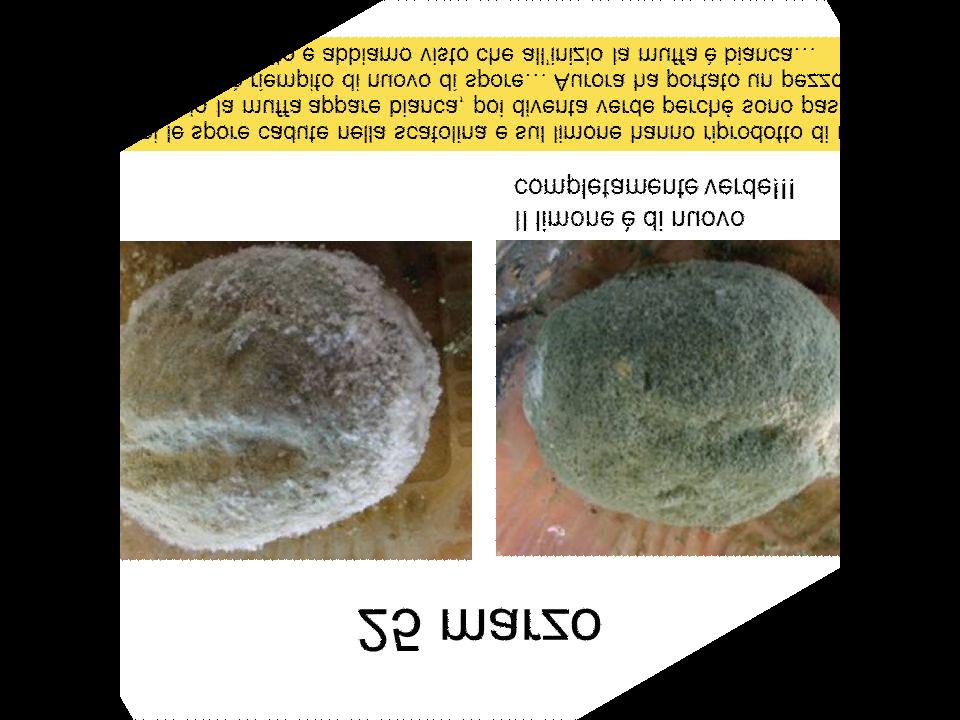 25 marzo
Il limone è di nuovo
completamente verde!!!
le spore cadute nella scatolina e sul limone hanno riprodotto di
la muffa appare bianca, poi diventa verde perché sono pas
riempito di nuovo di spore... Aurora ha portato un pezzo
e abbiamo visto che all'inizio la muffa è bianca...